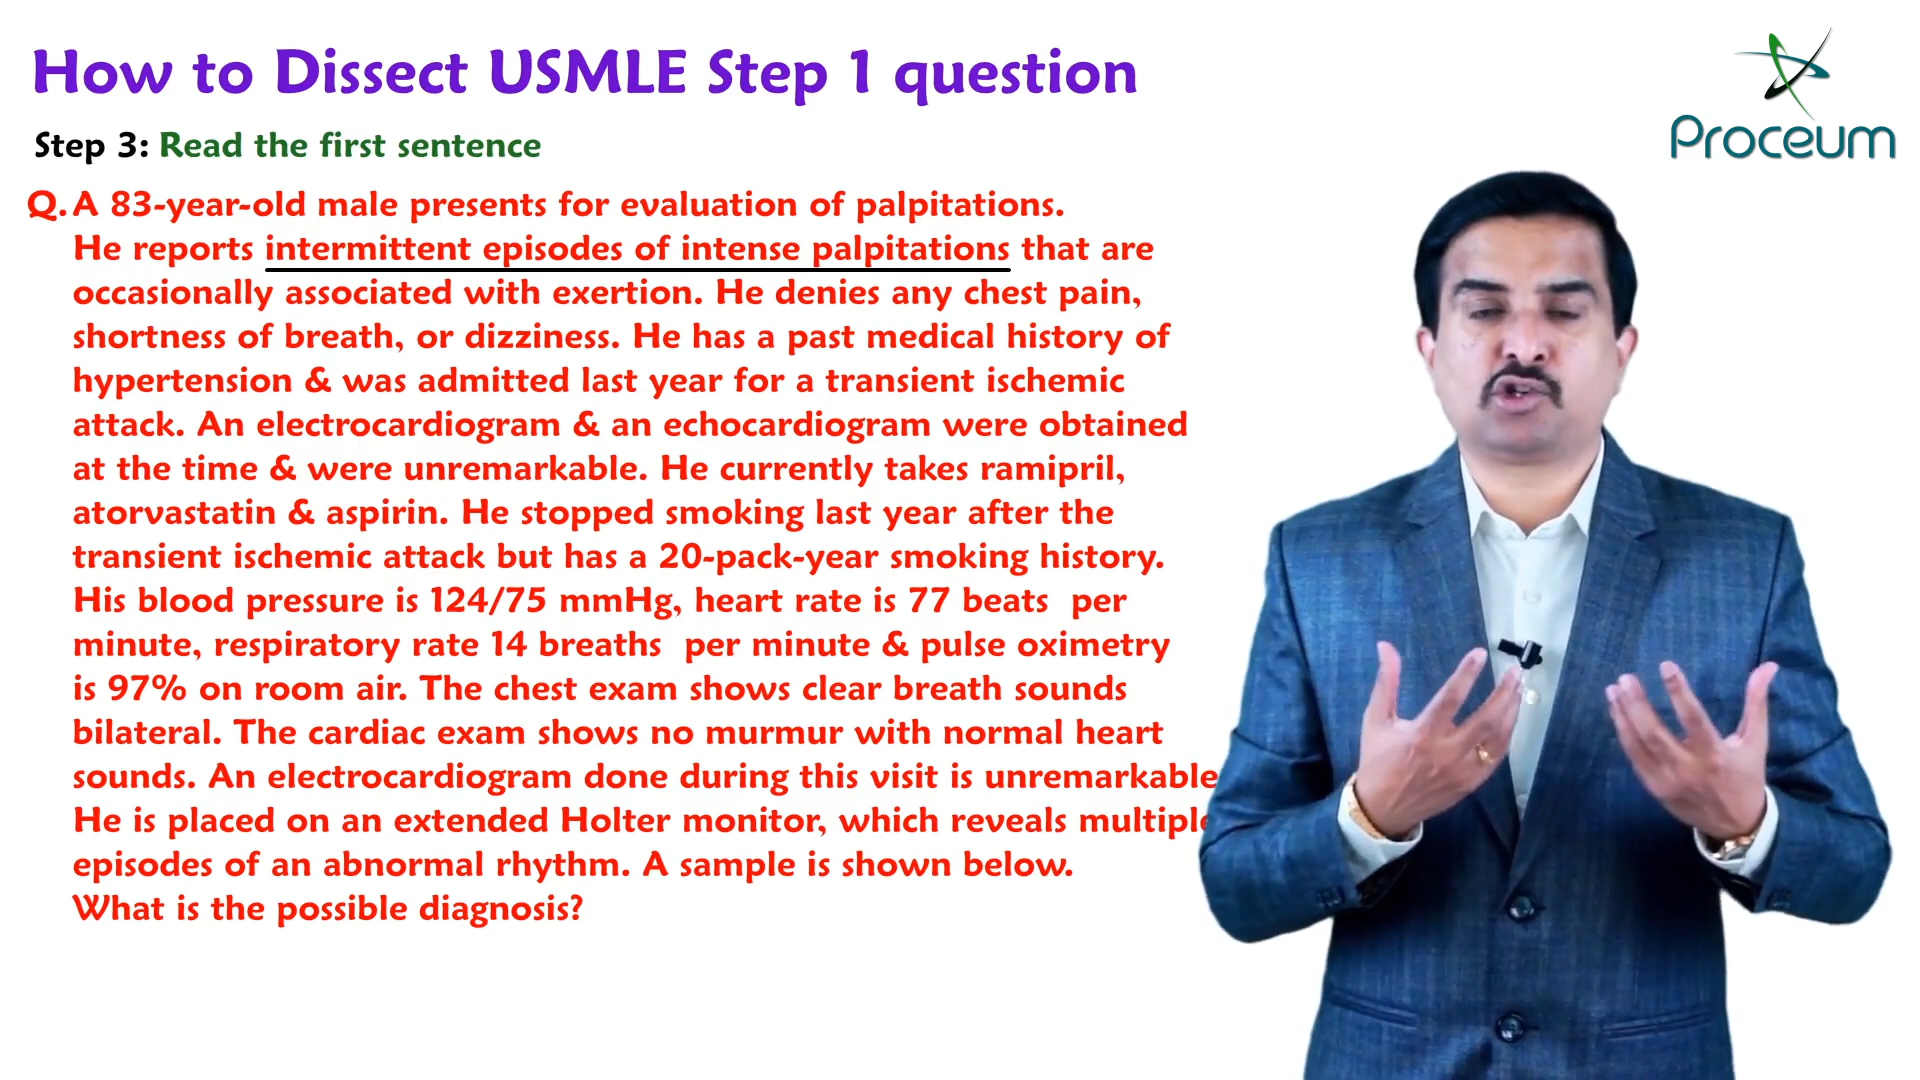 How to Dissect USMLE Step 1 question
Proceum
Step 3: Read the first sentence
Q. A 83-year-old male presents for evaluation of palpitations.
He reports intermittent episodes of intense palpitations that are
occasionally associated with exertion. He denies any chest pain,
shortness of breath, or dizziness. He has a past medical history of
hypertension & was admitted last year for a transient ischemic
attack. An electrocardiogram & an echocardiogram were obtained
at the time & were unremarkable. He currently takes ramipril,
atorvastatin & aspirin. He stopped smoking last year after the
transient ischemic attack but has a 20-pack-year smoking history.
His blood pressure is 124/75 mmHg, heart rate is 77 beats per
minute, respiratory rate 14 breaths per minute & pulse oximetry
is 97% on room air. The chest exam shows clear breath sounds
bilateral. The cardiac exam shows no murmur with normal heart
sounds. An electrocardiogram done during this visit is unremarkable
He is placed on an extended Holter monitor, which reveals multiple
episodes of an abnormal rhythm. A sample is shown below.
What is the possible diagnosis?